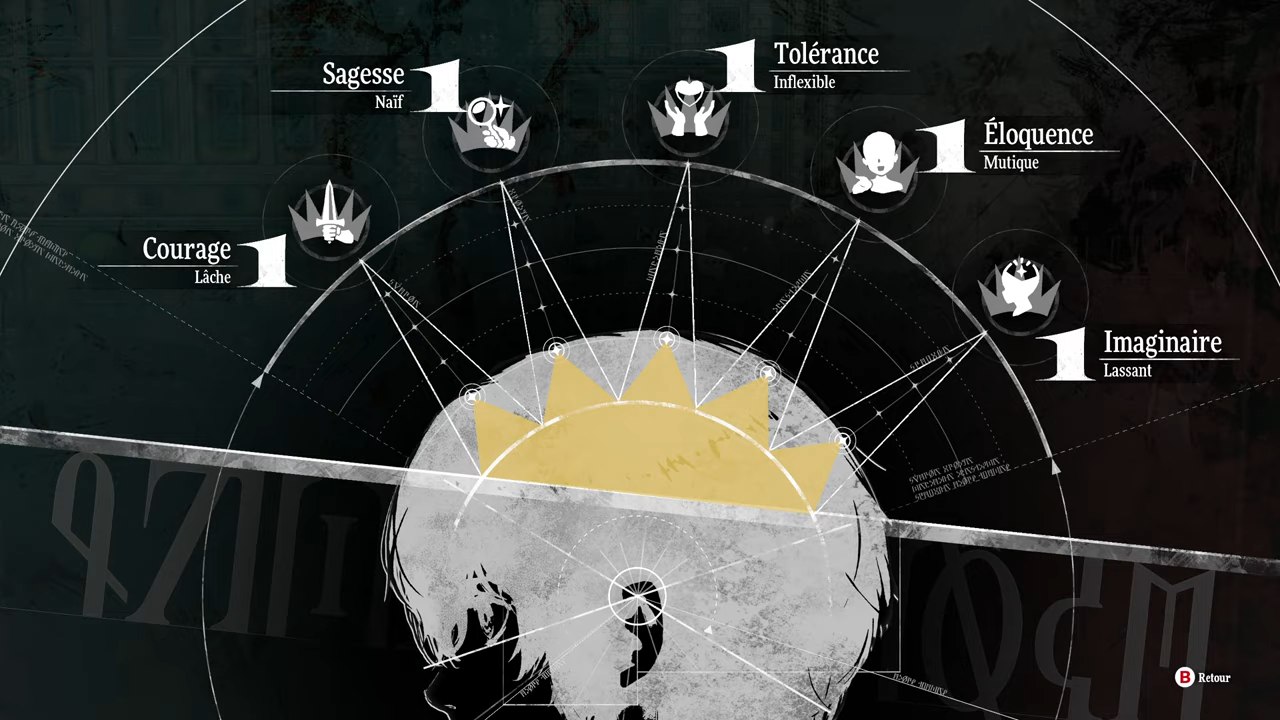 Sagesse
1
Naïf
Tolérance
1
Inflexible
Éloquence
1
Mutique
Courage
1
Lâche
Imaginaire
1
Lassant
B Retour